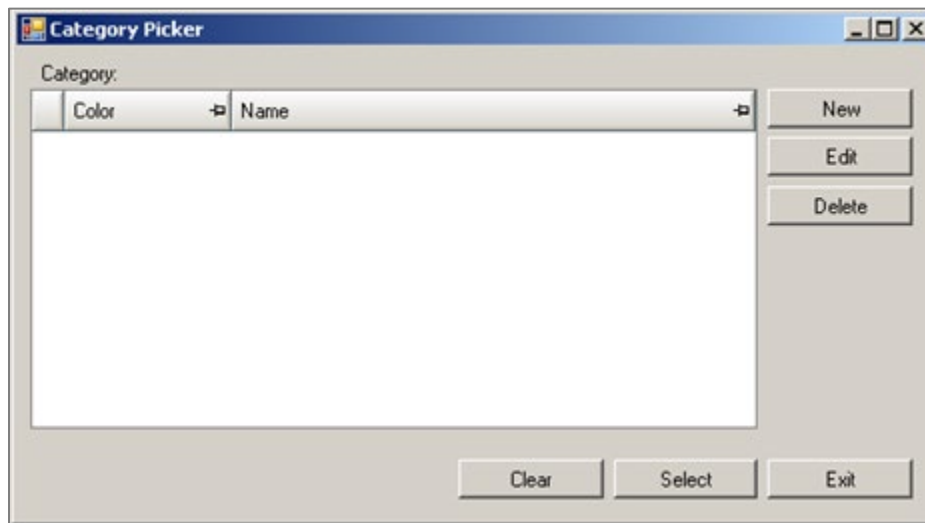 Category Picker
Category:
Color Name
New
Edit
Delete
Clear Select Exit